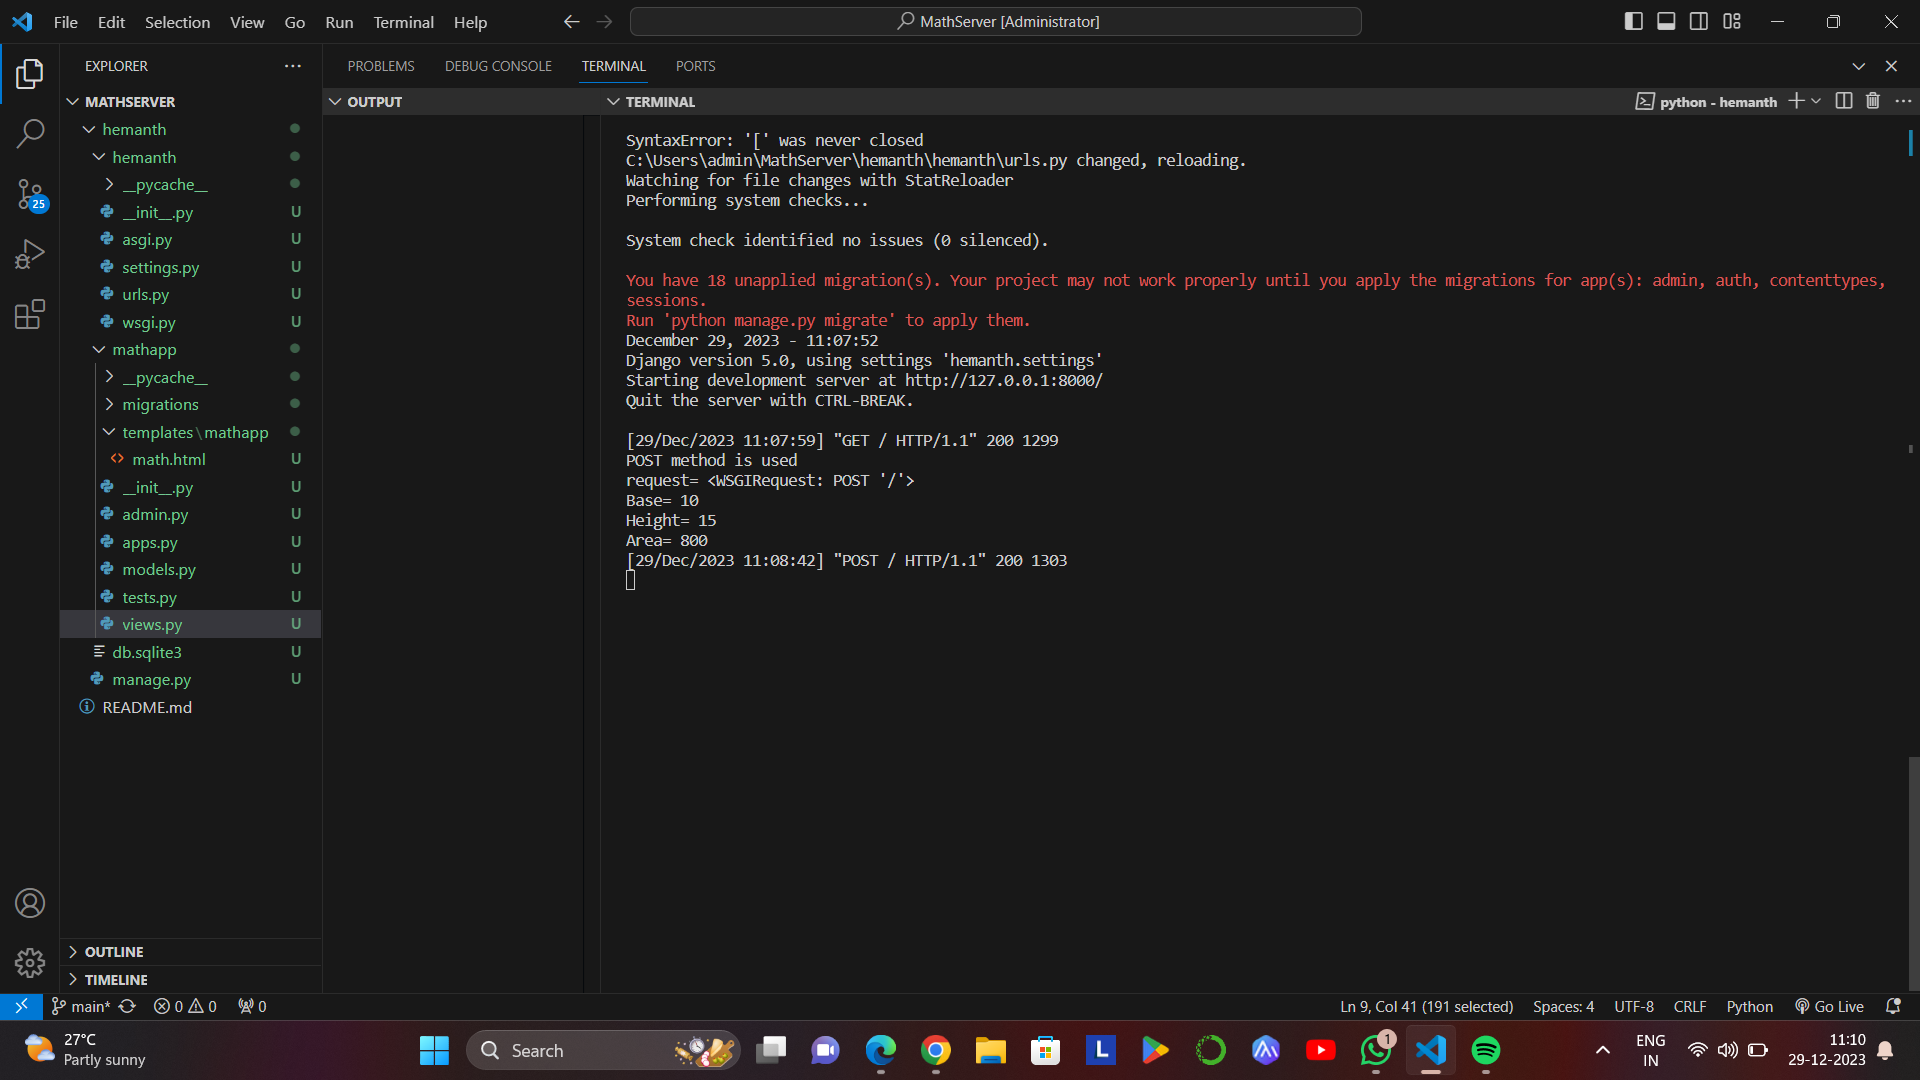 File Edit Selection View Go Run Terminal Help
MathServer [Administrator]
EXPLORER
PROBLEMS DEBUG CONSOLE TERMINAL PORTS
MATHSERVER
OUTPUT
TERMINAL
python - hemanth
hemanth
hemanth
__pycache__
__init__.py U
asgi.py U
settings.py U
urls.py U
wsgi.py U
mathapp
__pycache__
migrations
templates\mathapp
math.html U
__init__.py U
admin.py U
apps.py U
models.py U
tests.py U
views.py U
db.sqlite3 U
manage.py U
README.md
25
SyntaxError: '[' was never closed
C:\Users\admin\MathServer\hemanth\hemanth\urls.py changed, reloading.
Watching for file changes with StatReloader
Performing system checks...
System check identified no issues (0 silenced).
You have 18 unapplied migration(s). Your project may not work properly until you apply the migrations for app(s): admin, auth, contenttypes,
sessions.
Run 'python manage.py migrate' to apply them.
December 29, 2023 - 11:07:52
Django version 5.0, using settings 'hemanth.settings'
Starting development server at http://127.0.0.1:8000/
Quit the server with CTRL-BREAK.
[29/Dec/2023 11:07:59] "GET / HTTP/1.1" 200 1299
POST method is used
request= <WSGIRequest: POST '/'>
Base= 10
Height= 15
Area= 800
[29/Dec/2023 11:08:42] "POST / HTTP/1.1" 200 1303
OUTLINE
TIMELINE
main* 0 0 0
Ln 9, Col 41 (191 selected) Spaces: 4 UTF-8 CRLF Python Go Live
27°C
Partly sunny
Search
L
1
ENG
IN
11:10
29-12-2023